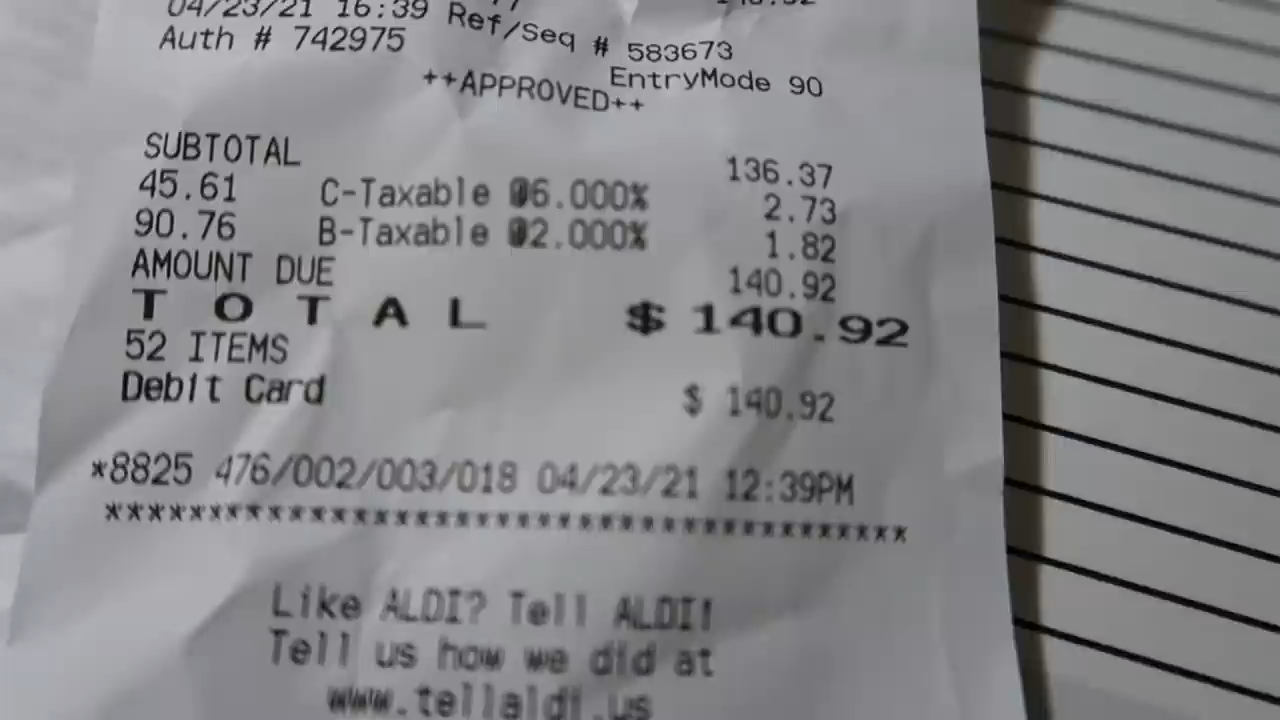 04/23/21 16:39 Ref/Seq # 583673
Auth # 742975 EntryMode 90
++APPROVED++
SUBTOTAL 136.37
45.61 C-Taxable @6.000% 2.73
90.76 B-Taxable @2.000% 1.82
AMOUNT DUE 140.92
TOTAL $ 140.92
52 ITEMS
Debit Card $ 140.92
*8825 476/002/003/018 04/23/21 12:39PM
****************************************
Like ALDI? Tell ALDI!
Tell us how we did at
www.tellaldi.us